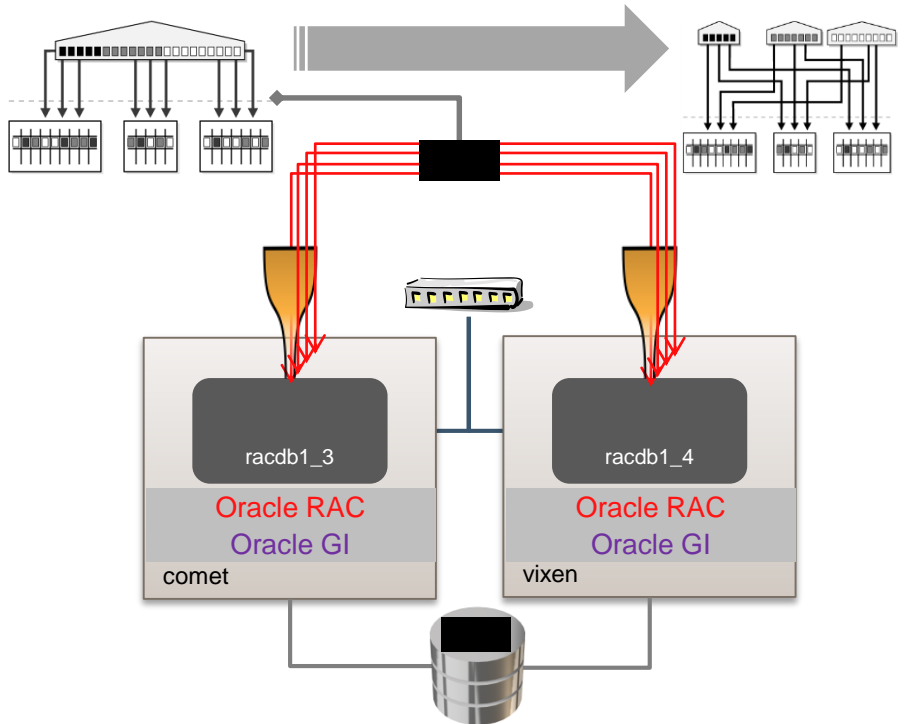 racdb1_3
racdb1_4
Oracle RAC
Oracle RAC
Oracle GI
Oracle GI
comet
vixen